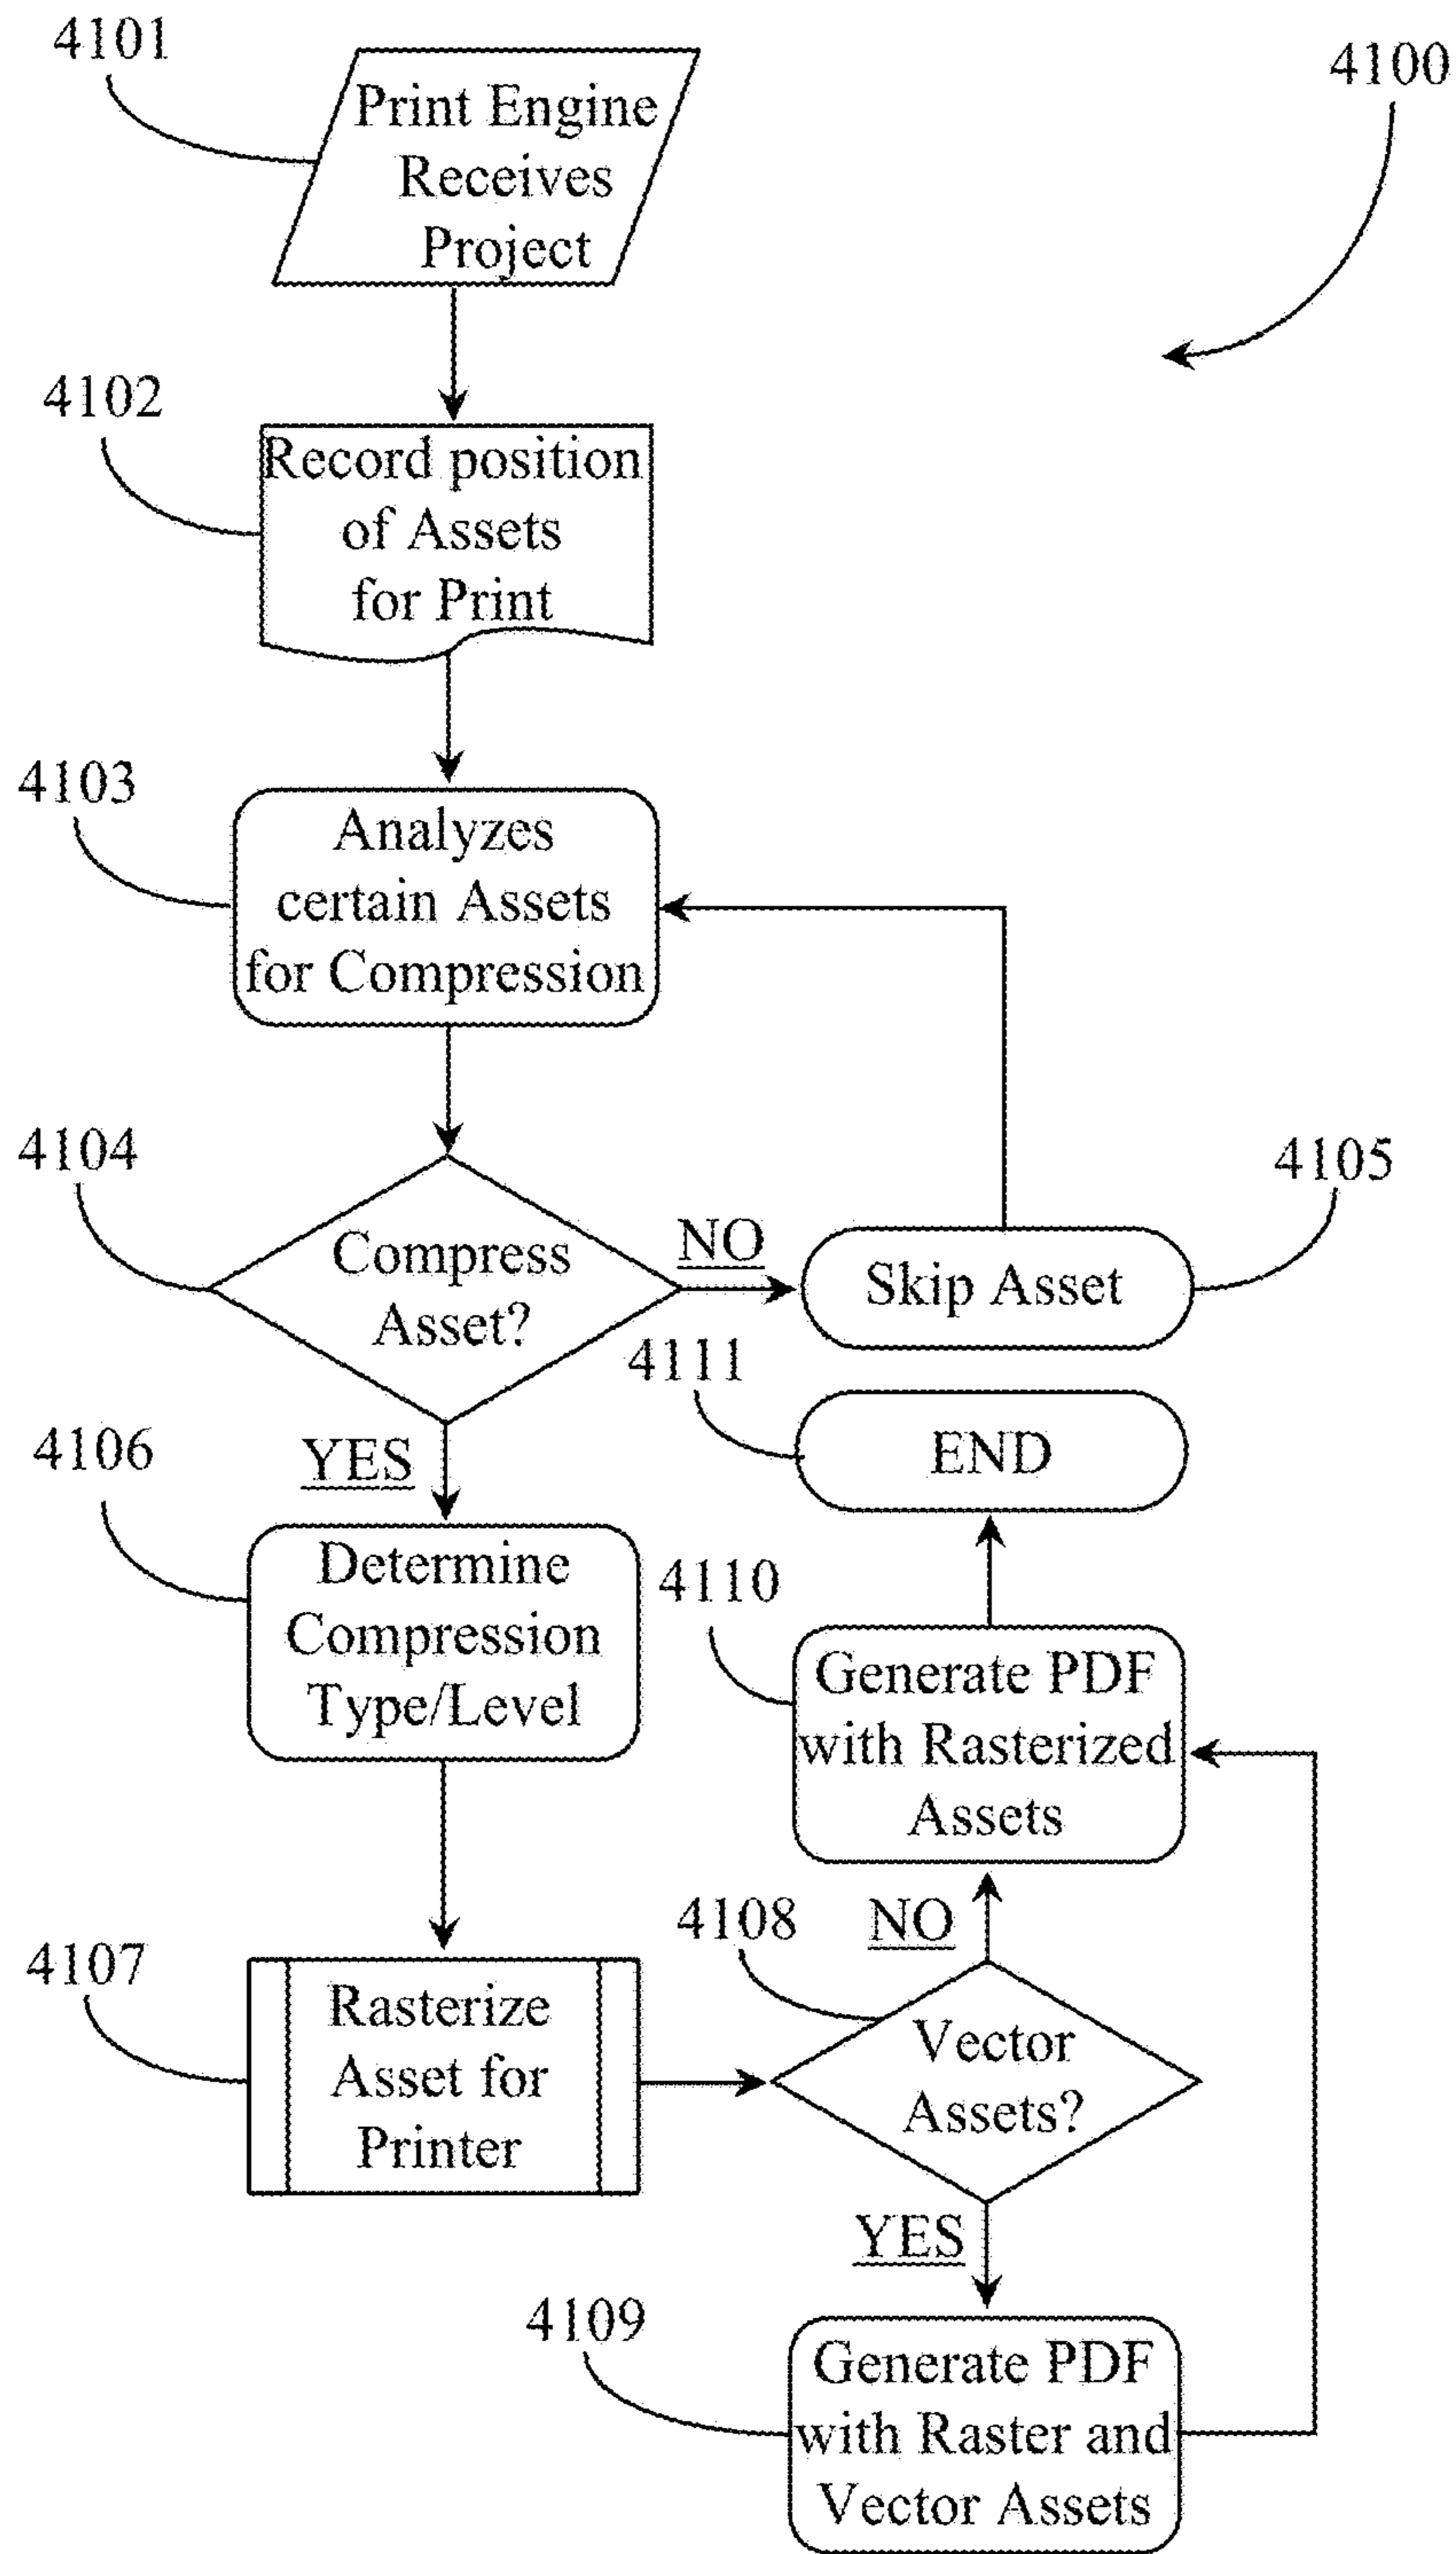 4101
Print Engine
Receives
Project
4100
4102
Record position
of Assets
for Print
4103
Analyzes
certain Assets
for Compression
4104
Compress
Asset?
NO
4105
Skip Asset
4111
END
YES
4106
Determine
Compression
Type/Level
4110
Generate PDF
with Rasterized
Assets
4107
Rasterize
Asset for
Printer
4108
NO
Vector
Assets?
YES
4109
Generate PDF
with Raster and
Vector Assets